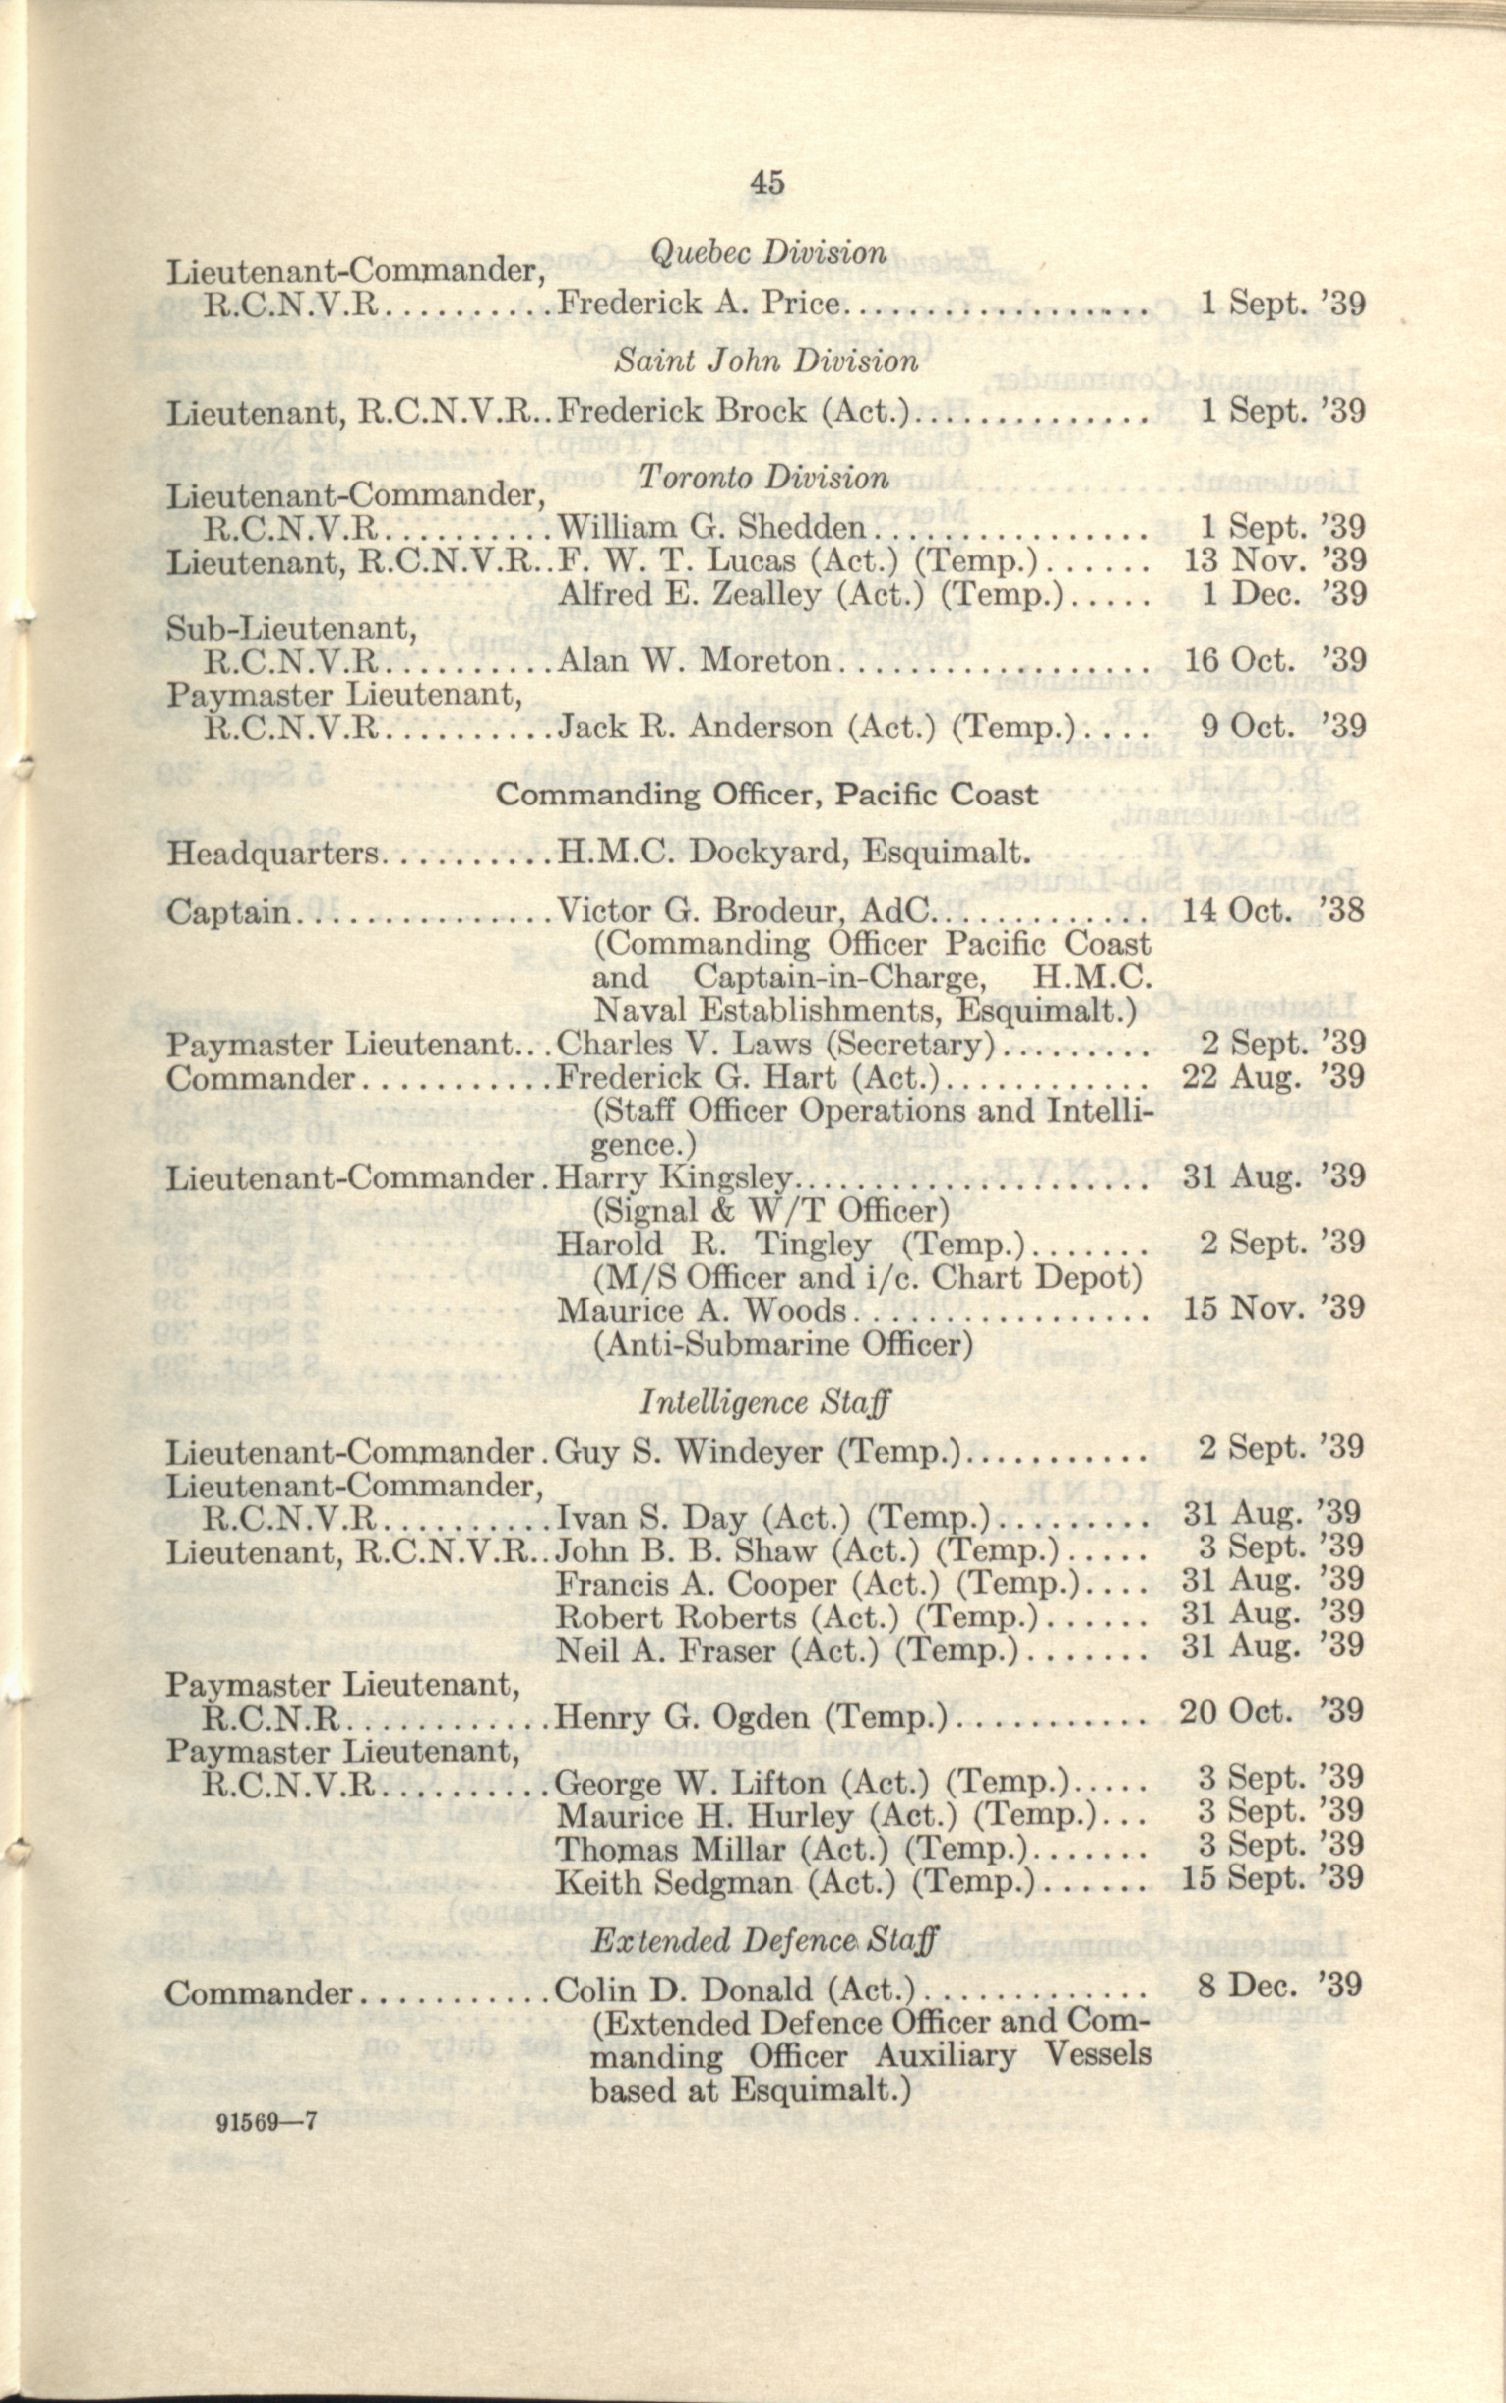 45
Quebec Division
Lieutenant-Commander,
R.C.N.V.R..........Frederick A. Price................... 1 Sept. ’39
Saint John Division
Lieutenant, R.C.N.V.R..Frederick Brock (Act.)............... 1 Sept. ’39
Toronto Division
Lieutenant-Commander,
R.C.N.V.R..........William G. Shedden................. 1 Sept. ’39
Lieutenant, R.C.N.V.R..F. W. T. Lucas (Act.) (Temp.)....... 13 Nov. ’39
Alfred E. Zealley (Act.) (Temp.)..... 1 Dec. ’39
Sub-Lieutenant,
R.C.N.V.R..........Alan W. Moreton................... 16 Oct. ’39
Paymaster Lieutenant,
R.C.N.V.R..........Jack R. Anderson (Act.) (Temp.).... 9 Oct. ’39
Commanding Officer, Pacific Coast
Headquarters...........H.M.C. Dockyard, Esquimalt.
Captain................Victor G. Brodeur, AdC.............. 14 Oct. ’38
(Commanding Officer Pacific Coast
and Captain-in-Charge, H.M.C.
Naval Establishments, Esquimalt.)
Paymaster Lieutenant...Charles V. Laws (Secretary)......... 2 Sept. ’39
Commander............Frederick G. Hart (Act.)............. 22 Aug. ’39
(Staff Officer Operations and Intelli-
gence.)
Lieutenant-Commander.Harry Kingsley...................... 31 Aug. ’39
(Signal & W/T Officer)
Harold R. Tingley (Temp.)....... 2 Sept. ’39
(M/S Officer and i/c. Chart Depot)
Maurice A. Woods.................. 15 Nov. ’39
(Anti-Submarine Officer)
Intelligence Staff
Lieutenant-Commander.Guy S. Windeyer (Temp.)........... 2 Sept. ’39
Lieutenant-Commander,
R.C.N.V.R..........Ivan S. Day (Act.) (Temp.)......... 31 Aug. ’39
Lieutenant, R.C.N.V.R..John B. B. Shaw (Act.) (Temp.)..... 3 Sept. ’39
Francis A. Cooper (Act.) (Temp.).... 31 Aug. ’39
Robert Roberts (Act.) (Temp.)...... 31 Aug. ’39
Neil A. Fraser (Act.) (Temp.)....... 31 Aug. ’39
Paymaster Lieutenant,
R.C.N.R............Henry G. Ogden (Temp.)............ 20 Oct. ’39
Paymaster Lieutenant,
R.C.N.V.R..........George W. Lifton (Act.) (Temp.)..... 3 Sept. ’39
Maurice H. Hurley (Act.) (Temp.)... 3 Sept. ’39
Thomas Millar (Act.) (Temp.)....... 3 Sept. ’39
Keith Sedgman (Act.) (Temp.)...... 15 Sept. ’39
Extended Defence Staff
Commander............Colin D. Donald (Act.).............. 8 Dec. ’39
(Extended Defence Officer and Com-
manding Officer Auxiliary Vessels
based at Esquimalt.)
91569—7